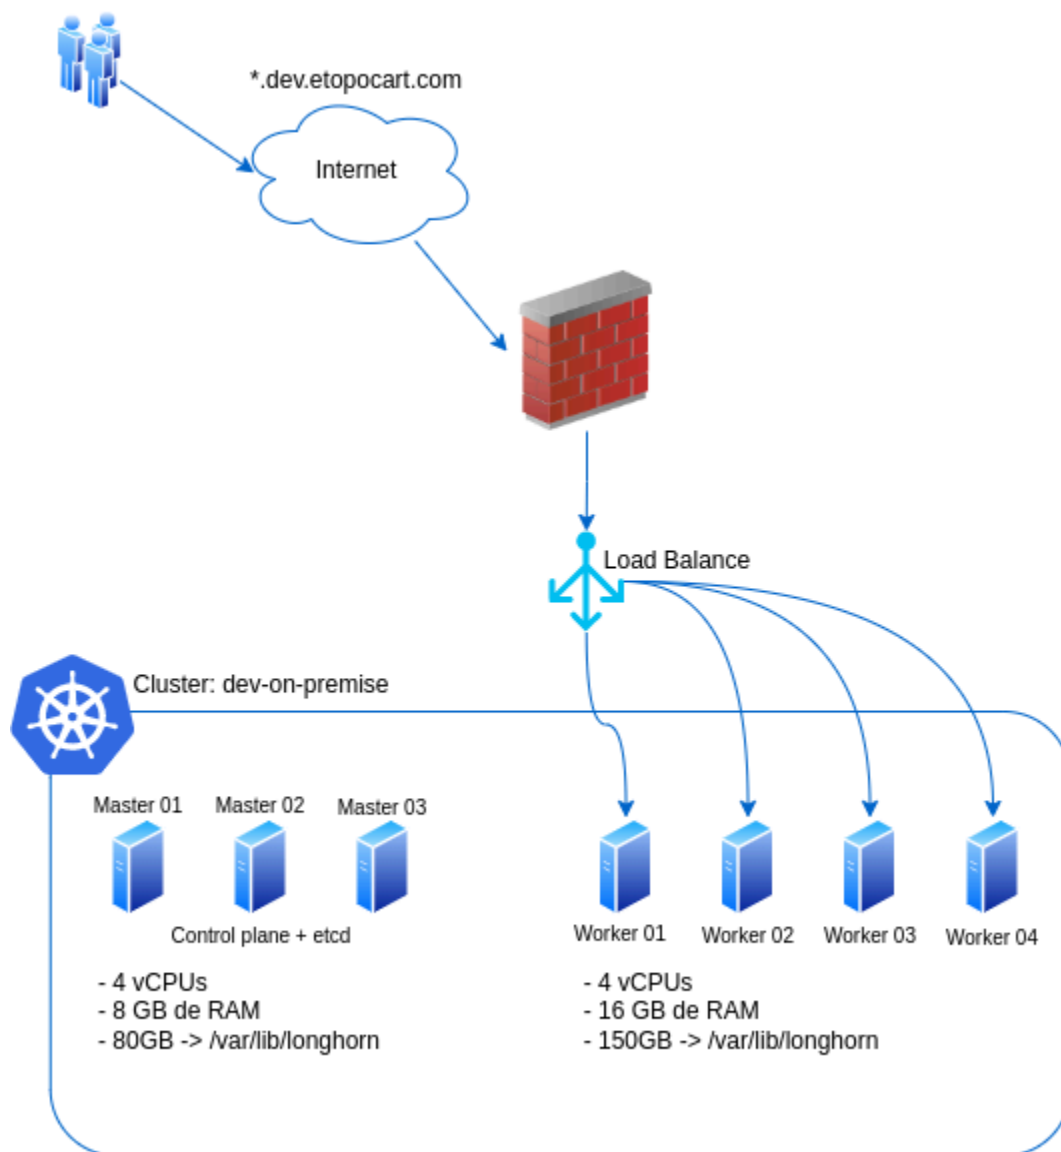 *.dev.etopocart.com
Internet
Load Balance
Cluster: dev-on-premise
Master 01
Master 02
Master 03
Control plane + etcd
- 4 vCPUs
- 8 GB de RAM
- 80GB -> /var/lib/longhorn
Worker 01
Worker 02
Worker 03
Worker 04
- 4 vCPUs
- 16 GB de RAM
- 150GB -> /var/lib/longhorn